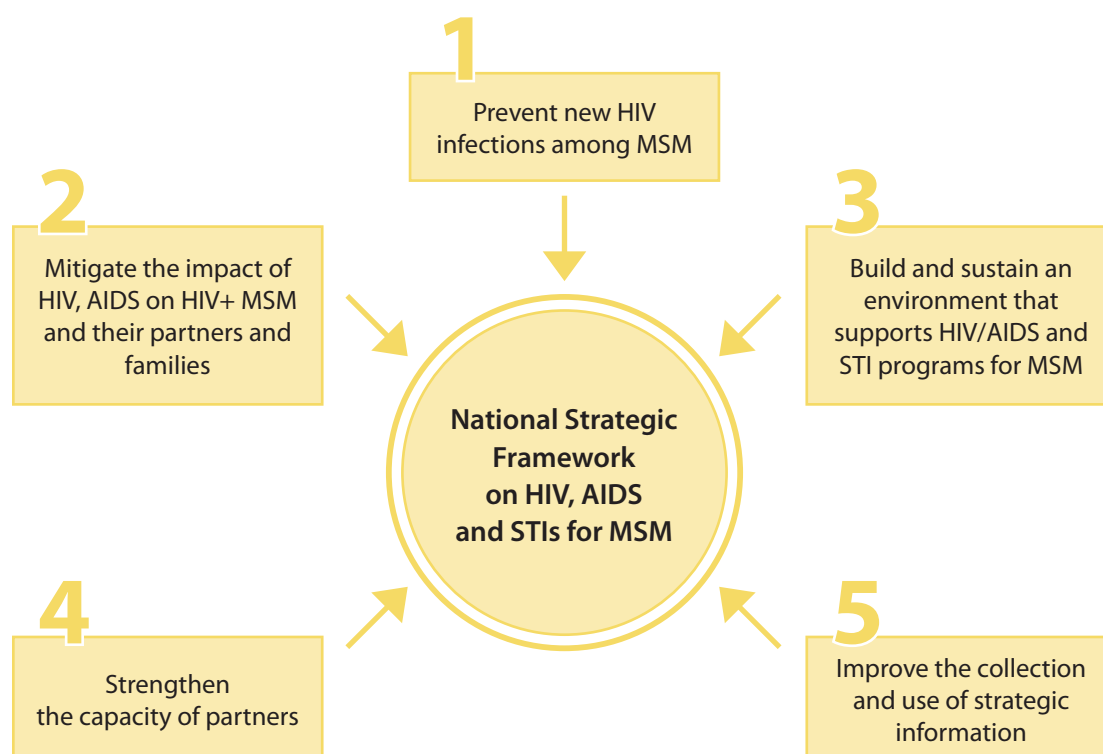 1
Prevent new HIV
infections among MSM
2
Mitigate the impact of
HIV, AIDS on HIV+ MSM
and their partners and
families
3
Build and sustain an
environment that
supports HIV/AIDS and
STI programs for MSM
National Strategic
Framework
on HIV, AIDS
and STIs for MSM
4
Strengthen
the capacity of partners
5
Improve the collection
and use of strategic
information